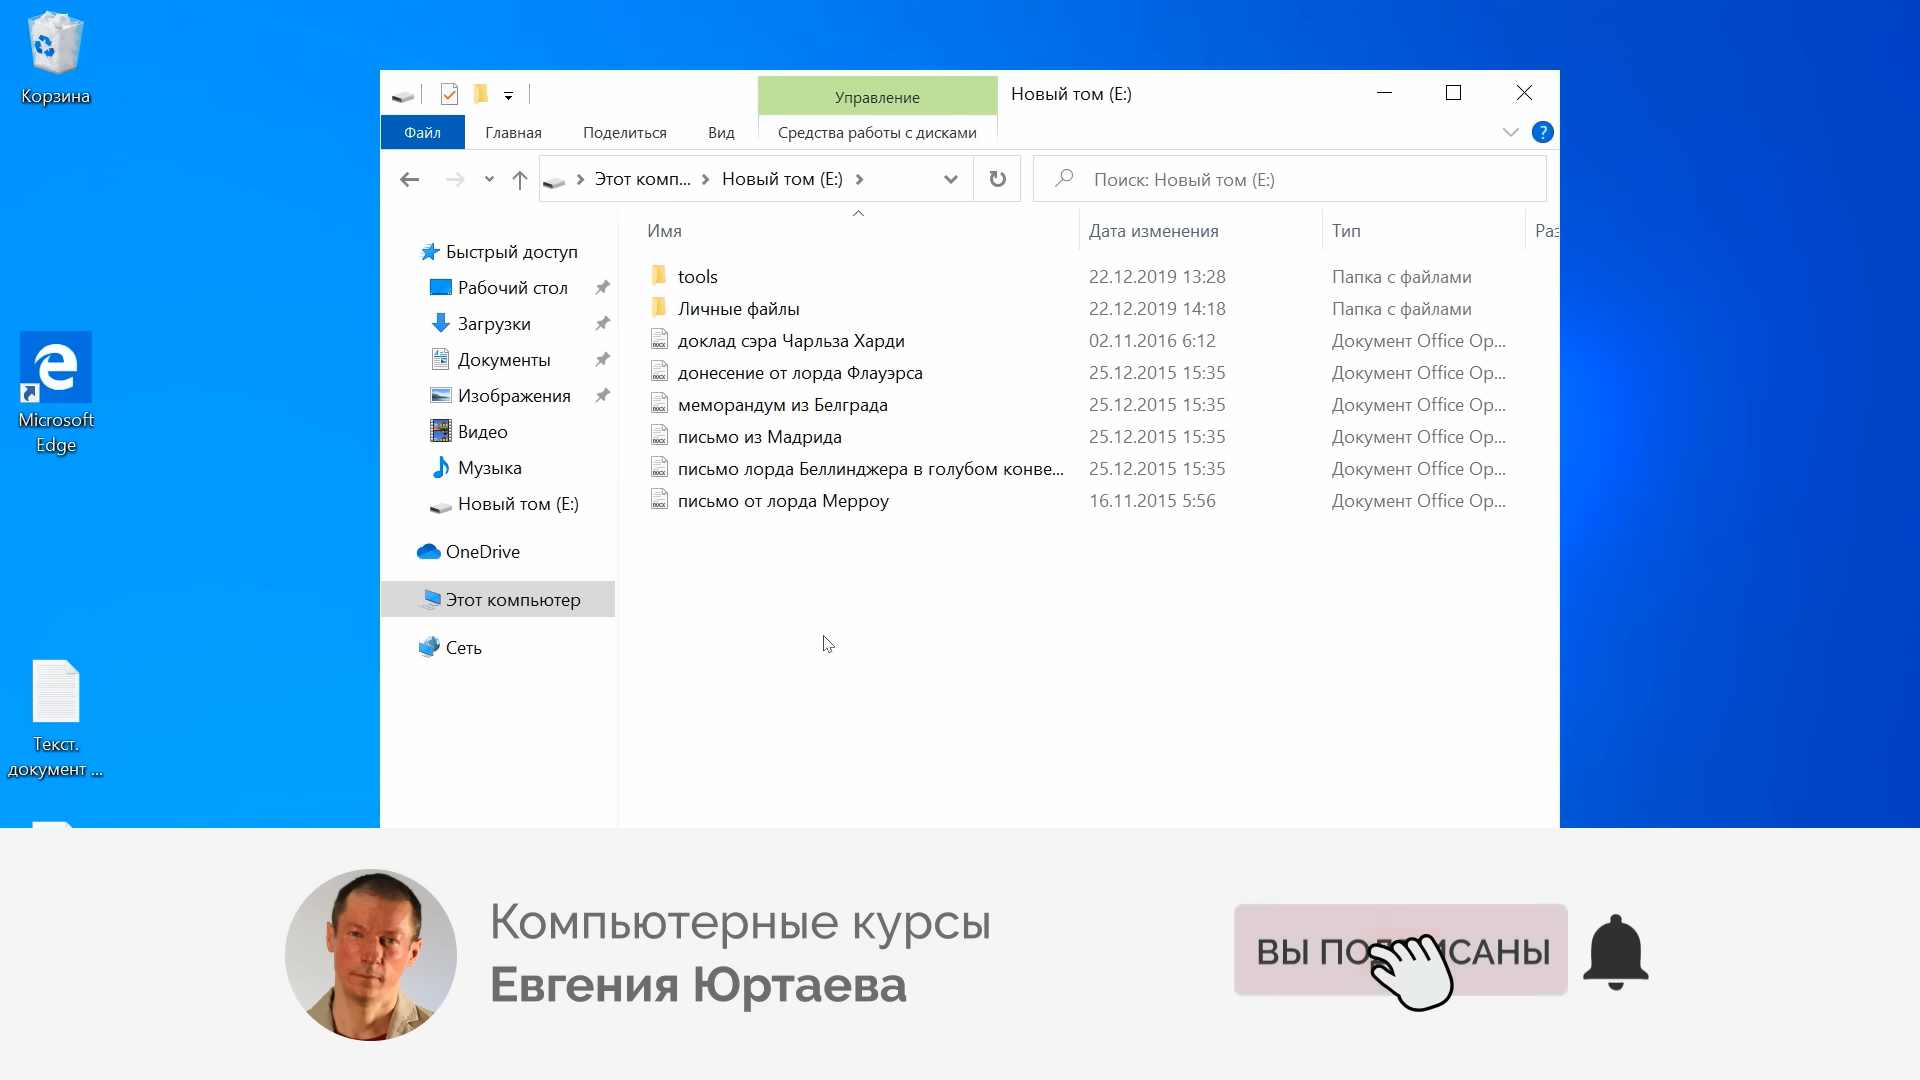 Корзина
Microsoft
Edge
Текст.
документ ...
Управление
Новый том (E:)
Файл
Главная
Поделиться
Вид
Средства работы с дисками
?
Этот комп...
Новый том (E:)
Поиск: Новый том (E:)
Быстрый доступ
Рабочий стол
Загрузки
Документы
Изображения
Видео
Музыка
Новый том (E:)
OneDrive
Этот компьютер
Сеть
Имя Дата изменения Тип Раз
tools 22.12.2019 13:28 Папка с файлами
Личные файлы 22.12.2019 14:18 Папка с файлами
доклад сэра Чарльза Харди 02.11.2016 6:12 Документ Office Op...
донесение от лорда Флауэрса 25.12.2015 15:35 Документ Office Op...
меморандум из Белграда 25.12.2015 15:35 Документ Office Op...
письмо из Мадрида 25.12.2015 15:35 Документ Office Op...
письмо лорда Беллинджера в голубом конве... 25.12.2015 15:35 Документ Office Op...
письмо от лорда Мерроу 16.11.2015 5:56 Документ Office Op...
Компьютерные курсы
Евгения Юртаева
ВЫ